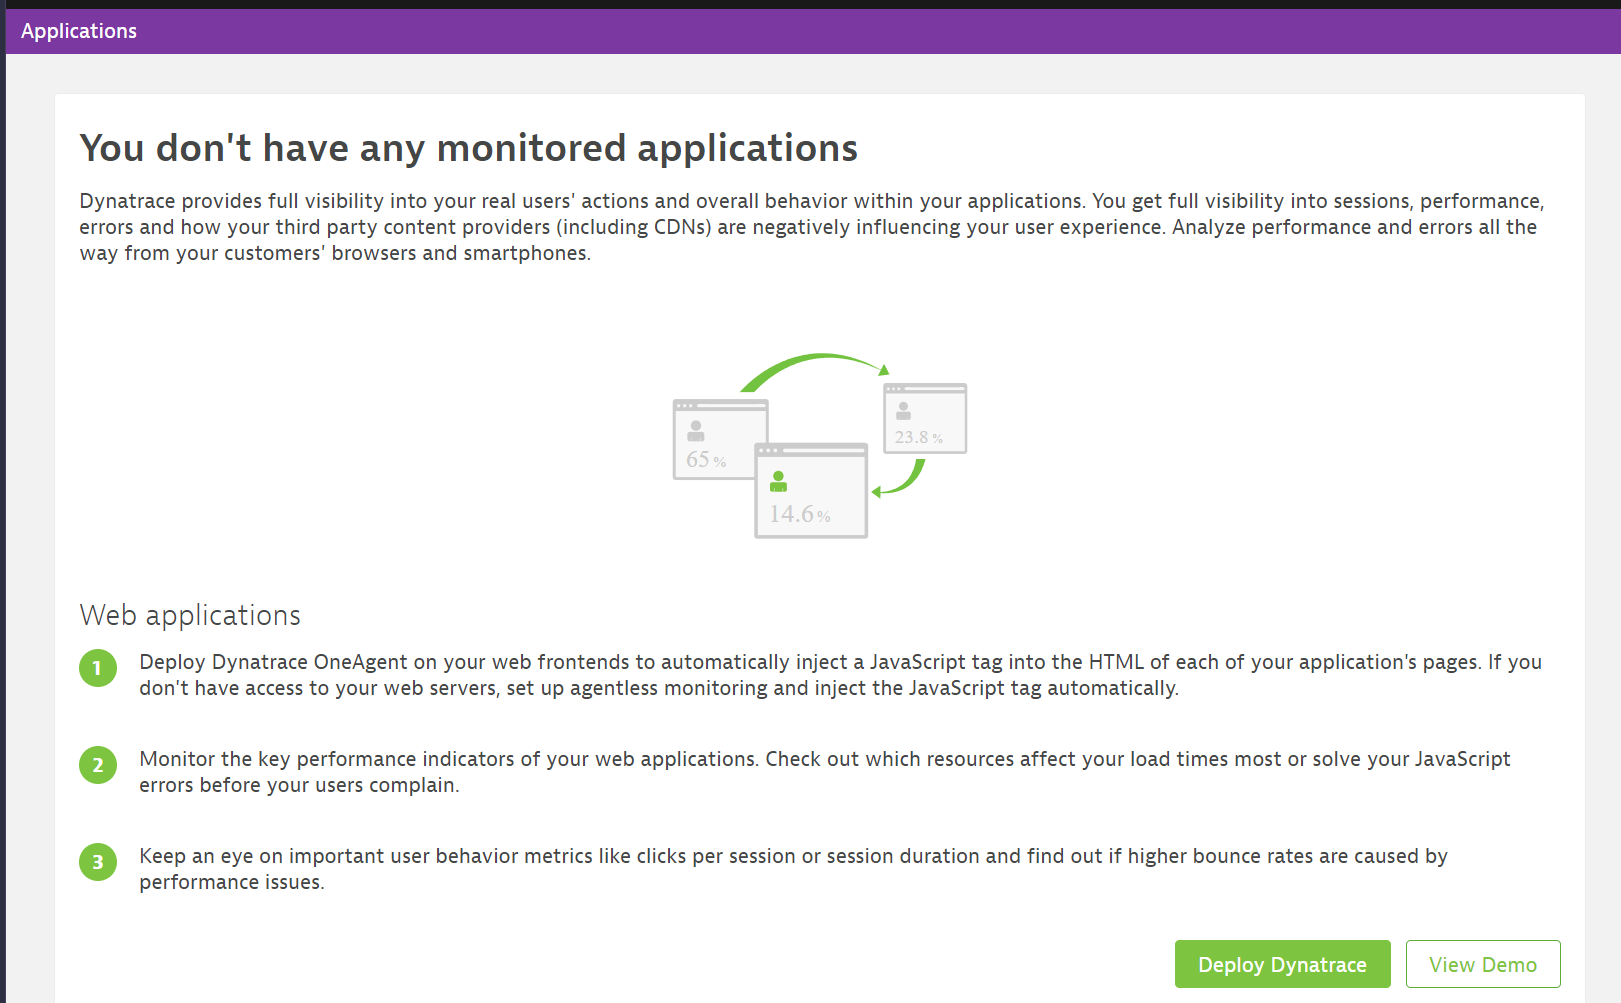 Applications
You don't have any monitored applications
Dynatrace provides full visibility into your real users' actions and overall behavior within your applications. You get full visibility into sessions, performance,
errors and how your third party content providers (including CDNs) are negatively influencing your user experience. Analyze performance and errors all the
way from your customers' browsers and smartphones.
65 %
23.8 %
14.6 %
Web applications
1 Deploy Dynatrace OneAgent on your web frontends to automatically inject a JavaScript tag into the HTML of each of your application's pages. If you
don't have access to your web servers, set up agentless monitoring and inject the JavaScript tag automatically.
2 Monitor the key performance indicators of your web applications. Check out which resources affect your load times most or solve your JavaScript
errors before your users complain.
3 Keep an eye on important user behavior metrics like clicks per session or session duration and find out if higher bounce rates are caused by
performance issues.
Deploy Dynatrace View Demo